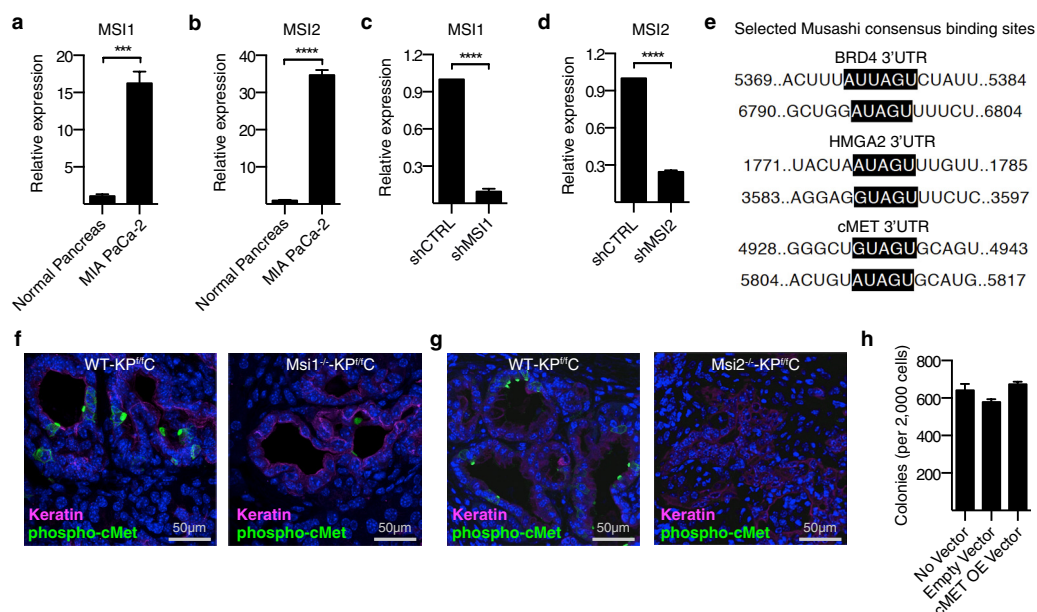 a
MSI1
***
Relative expression
20
15
10
5
Normal Pancreas
MIA PaCa-2
b
MSI2
****
Relative expression
40
30
20
10
Normal Pancreas
MIA PaCa-2
c
MSI1
****
Relative expression
1.2
0.9
0.6
0.3
shCTRL
shMSI1
d
MSI2
****
Relative expression
1.2
0.9
0.6
0.3
shCTRL
shMSI2
e
Selected Musashi consensus binding sites
BRD4 3'UTR
5369..ACUUUAUUAGUCUAUU..5384
6790..GCUGGAUAGUUUUCU..6804
HMGA2 3'UTR
1771..UACUAAUAGUUUGUU..1785
3583..AGGAGGUAGUUUCUC..3597
cMET 3'UTR
4928..GGGCUGUAGUGCAGU..4943
5804..ACUGUAUAGUGCAUG..5817
f
WT-KPf/fC
Keratin
phospho-cMet
50µm
Msi1-/--KPf/fC
Keratin
phospho-cMet
50µm
g
WT-KPf/fC
Keratin
phospho-cMet
50µm
Msi2-/--KPf/fC
Keratin
phospho-cMet
50µm
h
Colonies (per 2,000 cells)
800
600
400
200
No Vector
Empty Vector
cMET OE Vector